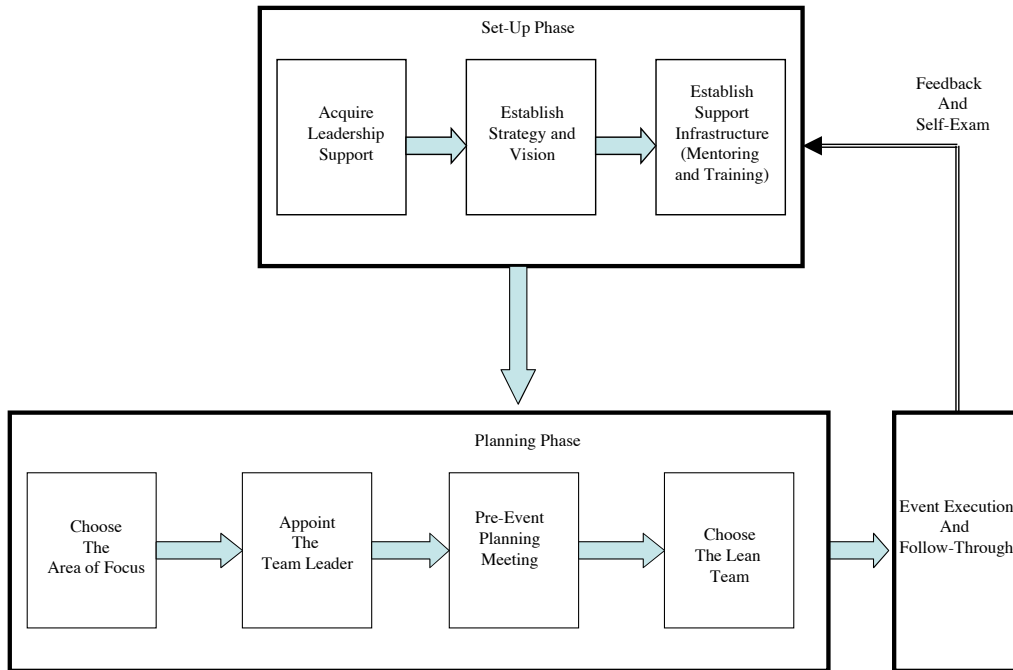 Set-Up Phase
Acquire
Leadership
Support
Establish
Strategy and
Vision
Establish
Support
Infrastructure
(Mentoring
and Training)
Feedback
And
Self-Exam
Planning Phase
Choose
The
Area of Focus
Appoint
The
Team Leader
Pre-Event
Planning
Meeting
Choose
The Lean
Team
Event Execution
And
Follow-Through